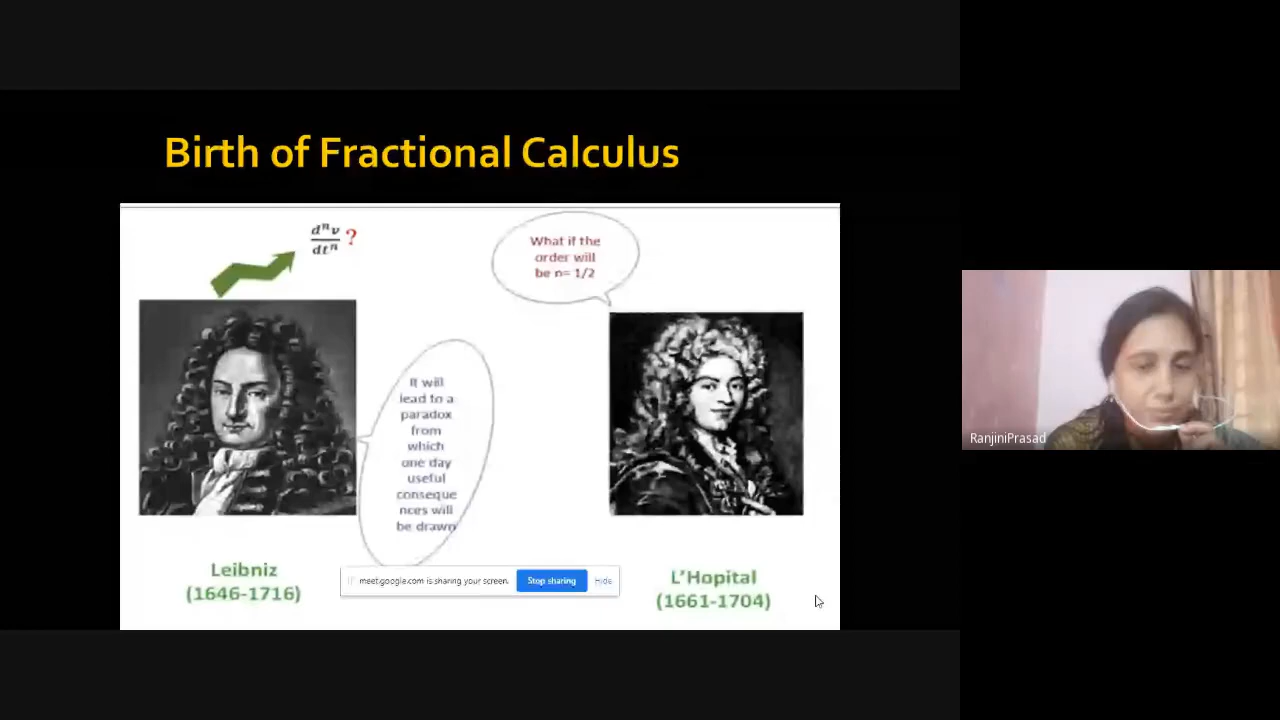 Birth of Fractional Calculus
dⁿv
dtⁿ
?
What if the
order will
be n= 1/2
It will
lead to a
paradox
from
which
one day
useful
conseque
nces will
be drawn
Leibniz
(1646-1716)
meet.google.com is sharing your screen.
Stop sharing
Hide
L'Hopital
(1661-1704)
RanjiniPrasad